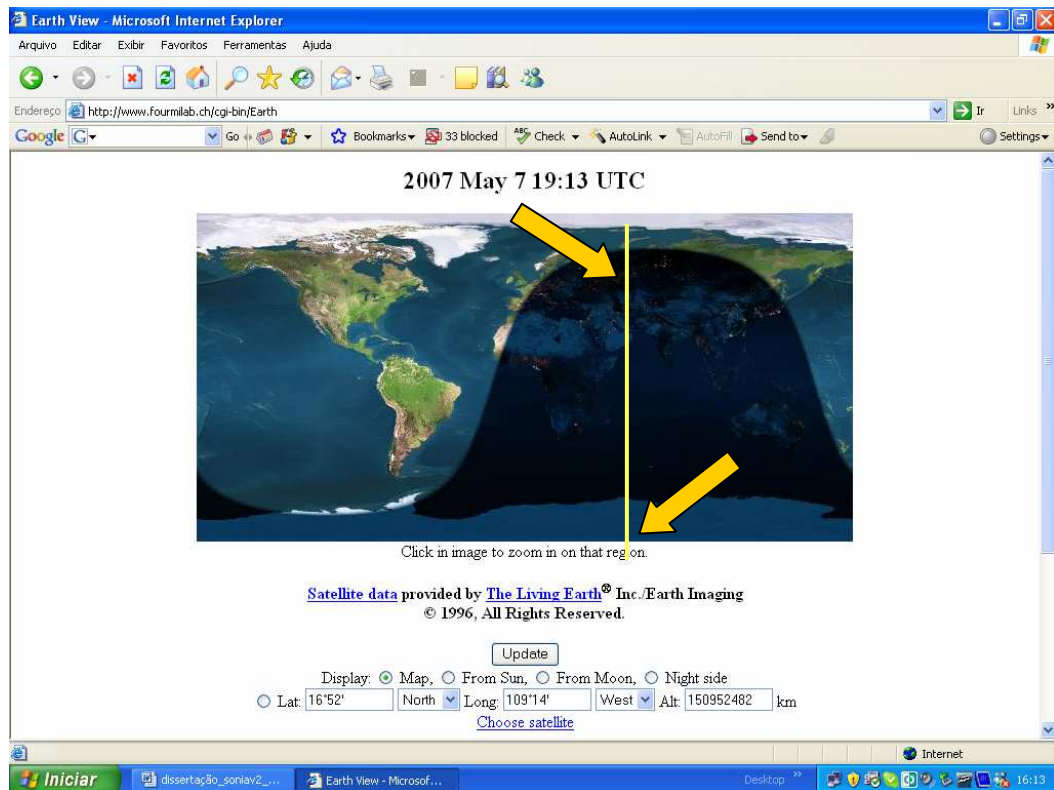 Earth View - Microsoft Internet Explorer
Arquivo Editar Exibir Favoritos Ferramentas Ajuda
Endereço http://www.fourmilab.ch/cgi-bin/Earth Ir Links »
Google G Go Bookmarks 33 blocked ABC Check AutoLink AutoFill Send to Settings
2007 May 7 19:13 UTC
Click in image to zoom in on that region.
Satellite data provided by The Living Earth® Inc./Earth Imaging
© 1996, All Rights Reserved.
Update
Display: Map, From Sun, From Moon, Night side
Lat: 16°52' North Long: 109°14' West Alt: 150952482 km
Choose satellite
Internet
Iniciar dissertação_soniav2_... Earth View - Microsof... Desktop » 16:13